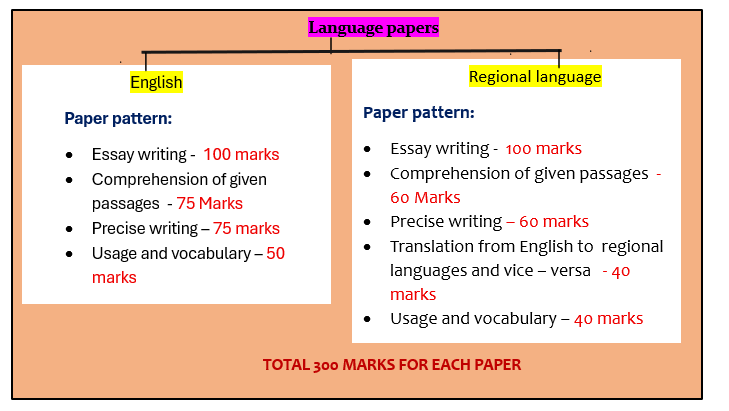 Language papers
English
Paper pattern:
• Essay writing - 100 marks
• Comprehension of given
passages - 75 Marks
• Precise writing – 75 marks
• Usage and vocabulary – 50
marks
Regional language
Paper pattern:
• Essay writing - 100 marks
• Comprehension of given passages -
60 Marks
• Precise writing – 60 marks
• Translation from English to regional
languages and vice – versa - 40
marks
• Usage and vocabulary – 40 marks
TOTAL 300 MARKS FOR EACH PAPER